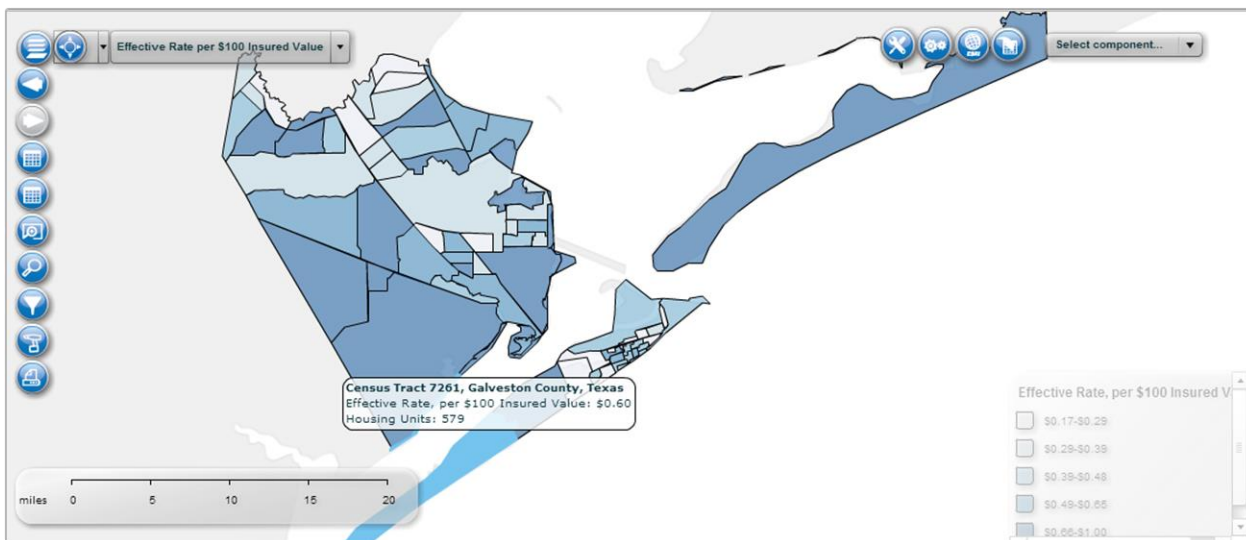 Effective Rate per $100 Insured Value
Select component...
Census Tract 7261, Galveston County, Texas
Effective Rate, per $100 Insured Value: $0.60
Housing Units: 579
Effective Rate, per $100 Insured V
$0.17-$0.29
$0.29-$0.39
$0.39-$0.48
$0.49-$0.65
$0.66-$1.00
miles 0 5 10 15 20